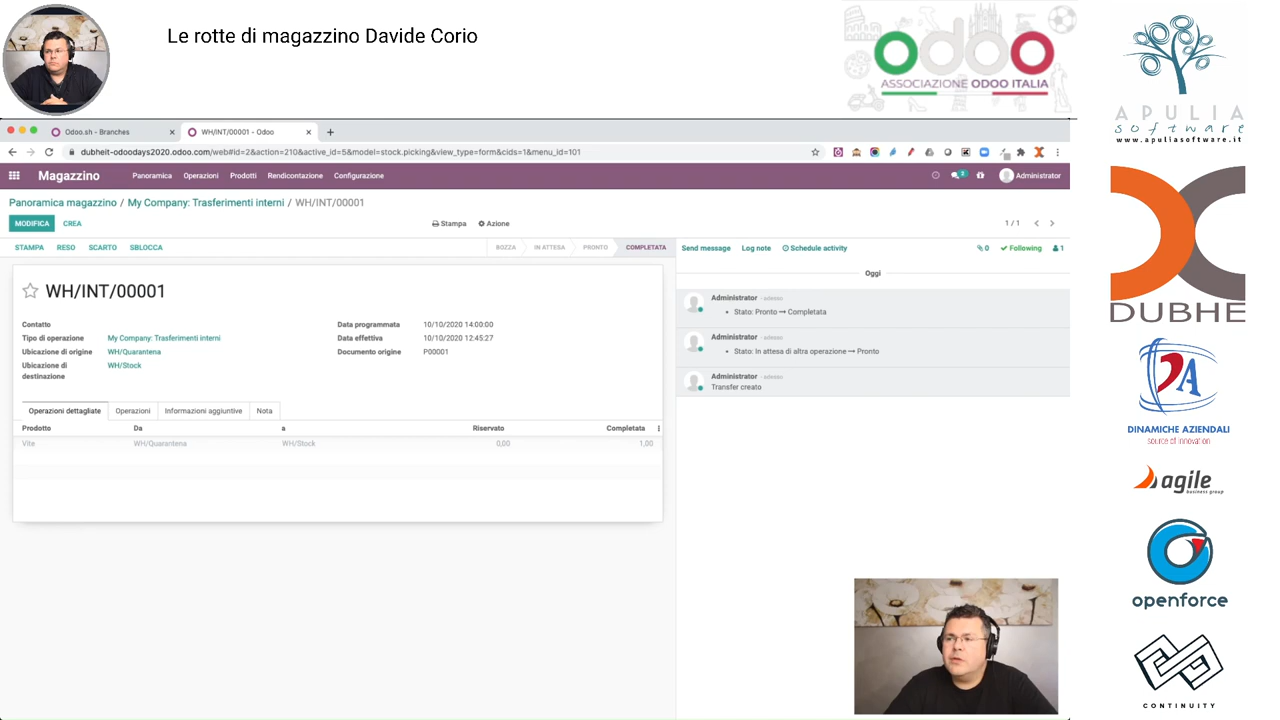 Le rotte di magazzino Davide Corio
odoo
ASSOCIAZIONE ODOO ITALIA
APULIA
software
www.apuliasoftware.it
Odoo.sh - Branches
WH/INT/00001 - Odoo
dubheit-odoodays2020.odoo.com/web#id=2&action=210&active_id=5&model=stock.picking&view_type=form&cids=1&menu_id=101
Magazzino Panoramica Operazioni Prodotti Rendicontazione Configurazione
Administrator
Panoramica magazzino / My Company: Trasferimenti interni / WH/INT/00001
MODIFICA CREA
Stampa Azione
1 / 1
STAMPA RESO SCARTO SBLOCCA
BOZZA IN ATTESA PRONTO COMPLETATA
Send message Log note Schedule activity
0 Following 1
WH/INT/00001
Contatto
Tipo di operazione My Company: Trasferimenti interni
Ubicazione di origine WH/Quarantena
Ubicazione di destinazione WH/Stock
Data programmata 10/10/2020 14:00:00
Data effettiva 10/10/2020 12:45:27
Documento origine P00001
Operazioni dettagliate Operazioni Informazioni aggiuntive Nota
Prodotto Da a Riservato Completata
Vite WH/Quarantena WH/Stock 0,00 1,00
Oggi
Administrator - adesso
Stato: Pronto → Completata
Administrator - adesso
Stato: In attesa di altra operazione → Pronto
Administrator - adesso
Transfer creato
DUBHE
DINAMICHE AZIENDALI
source of innovation
agile
business group
openforce
CONTINUITY